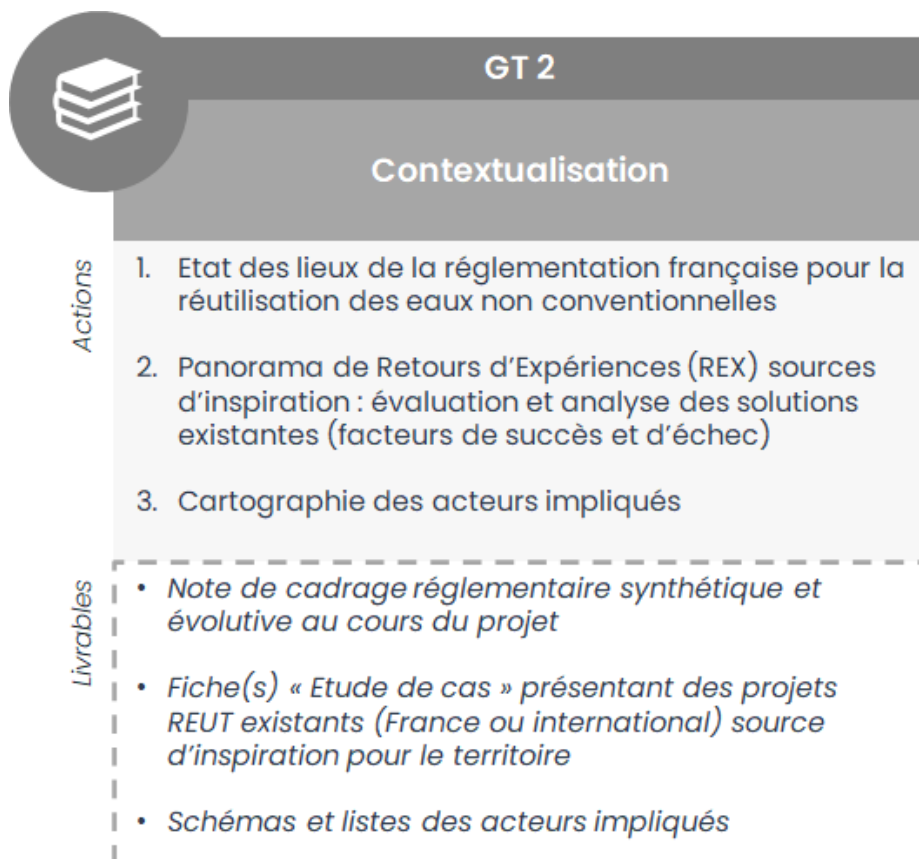 GT 2
Contextualisation
Actions
1. Etat des lieux de la réglementation française pour la
réutilisation des eaux non conventionnelles
2. Panorama de Retours d’Expériences (REX) sources
d’inspiration : évaluation et analyse des solutions
existantes (facteurs de succès et d’échec)
3. Cartographie des acteurs impliqués
Livrables
• Note de cadrage réglementaire synthétique et
évolutive au cours du projet
• Fiche(s) « Etude de cas » présentant des projets
REUT existants (France ou international) source
d’inspiration pour le territoire
• Schémas et listes des acteurs impliqués